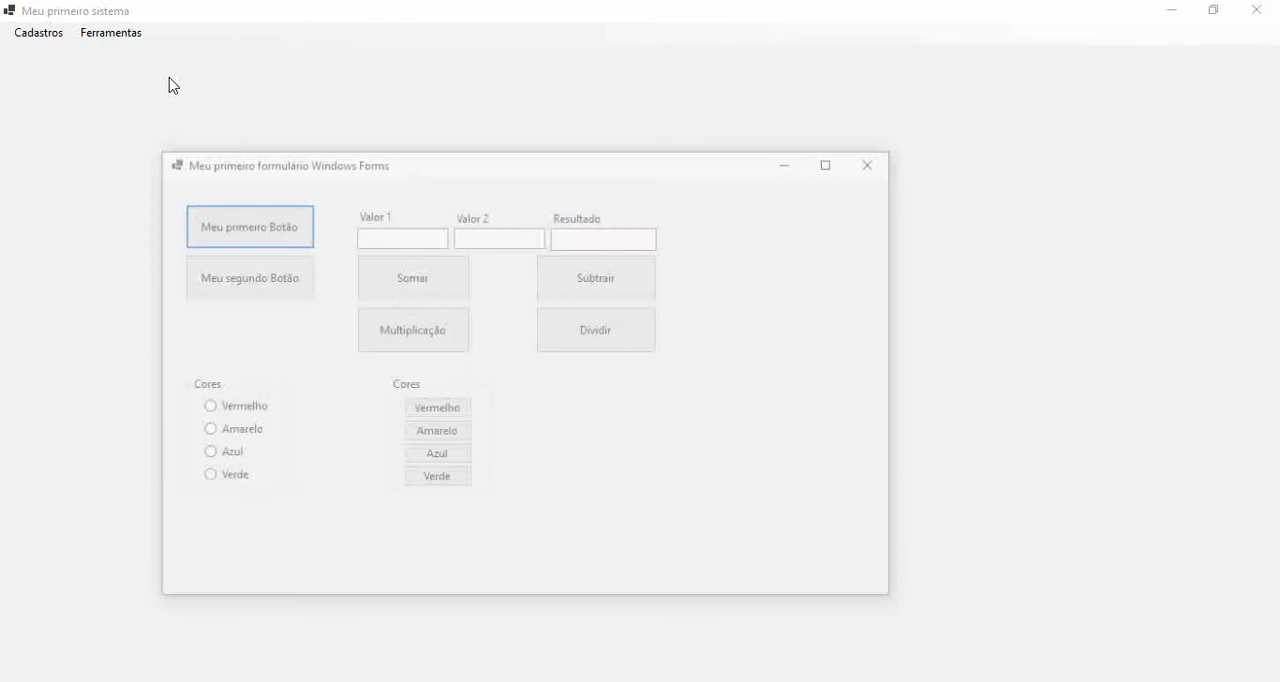 Meu primeiro sistema
Cadastros Ferramentas
Meu primeiro formulário Windows Forms
Meu primeiro Botão
Meu segundo Botão
Valor 1 Valor 2 Resultado
Somar Subtrair
Multiplicação Dividir
Cores
Vermelho
Amarelo
Azul
Verde
Cores
Vermelho
Amarelo
Azul
Verde